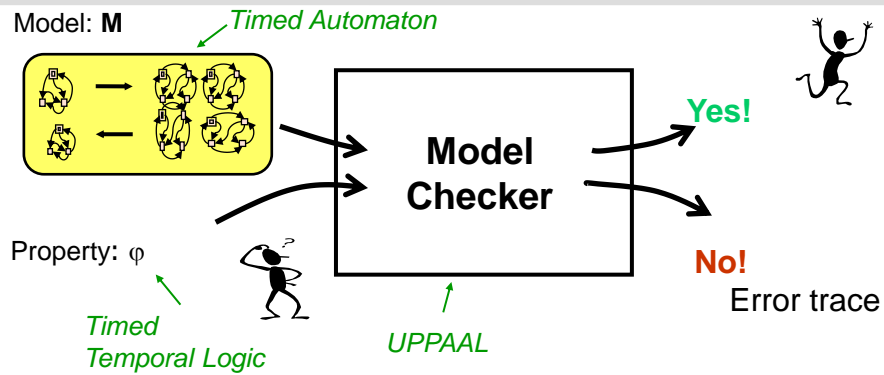 Model: M
Timed Automaton
Yes!
Model
Checker
?
Property: φ
No!
Error trace
Timed
Temporal Logic
UPPAAL